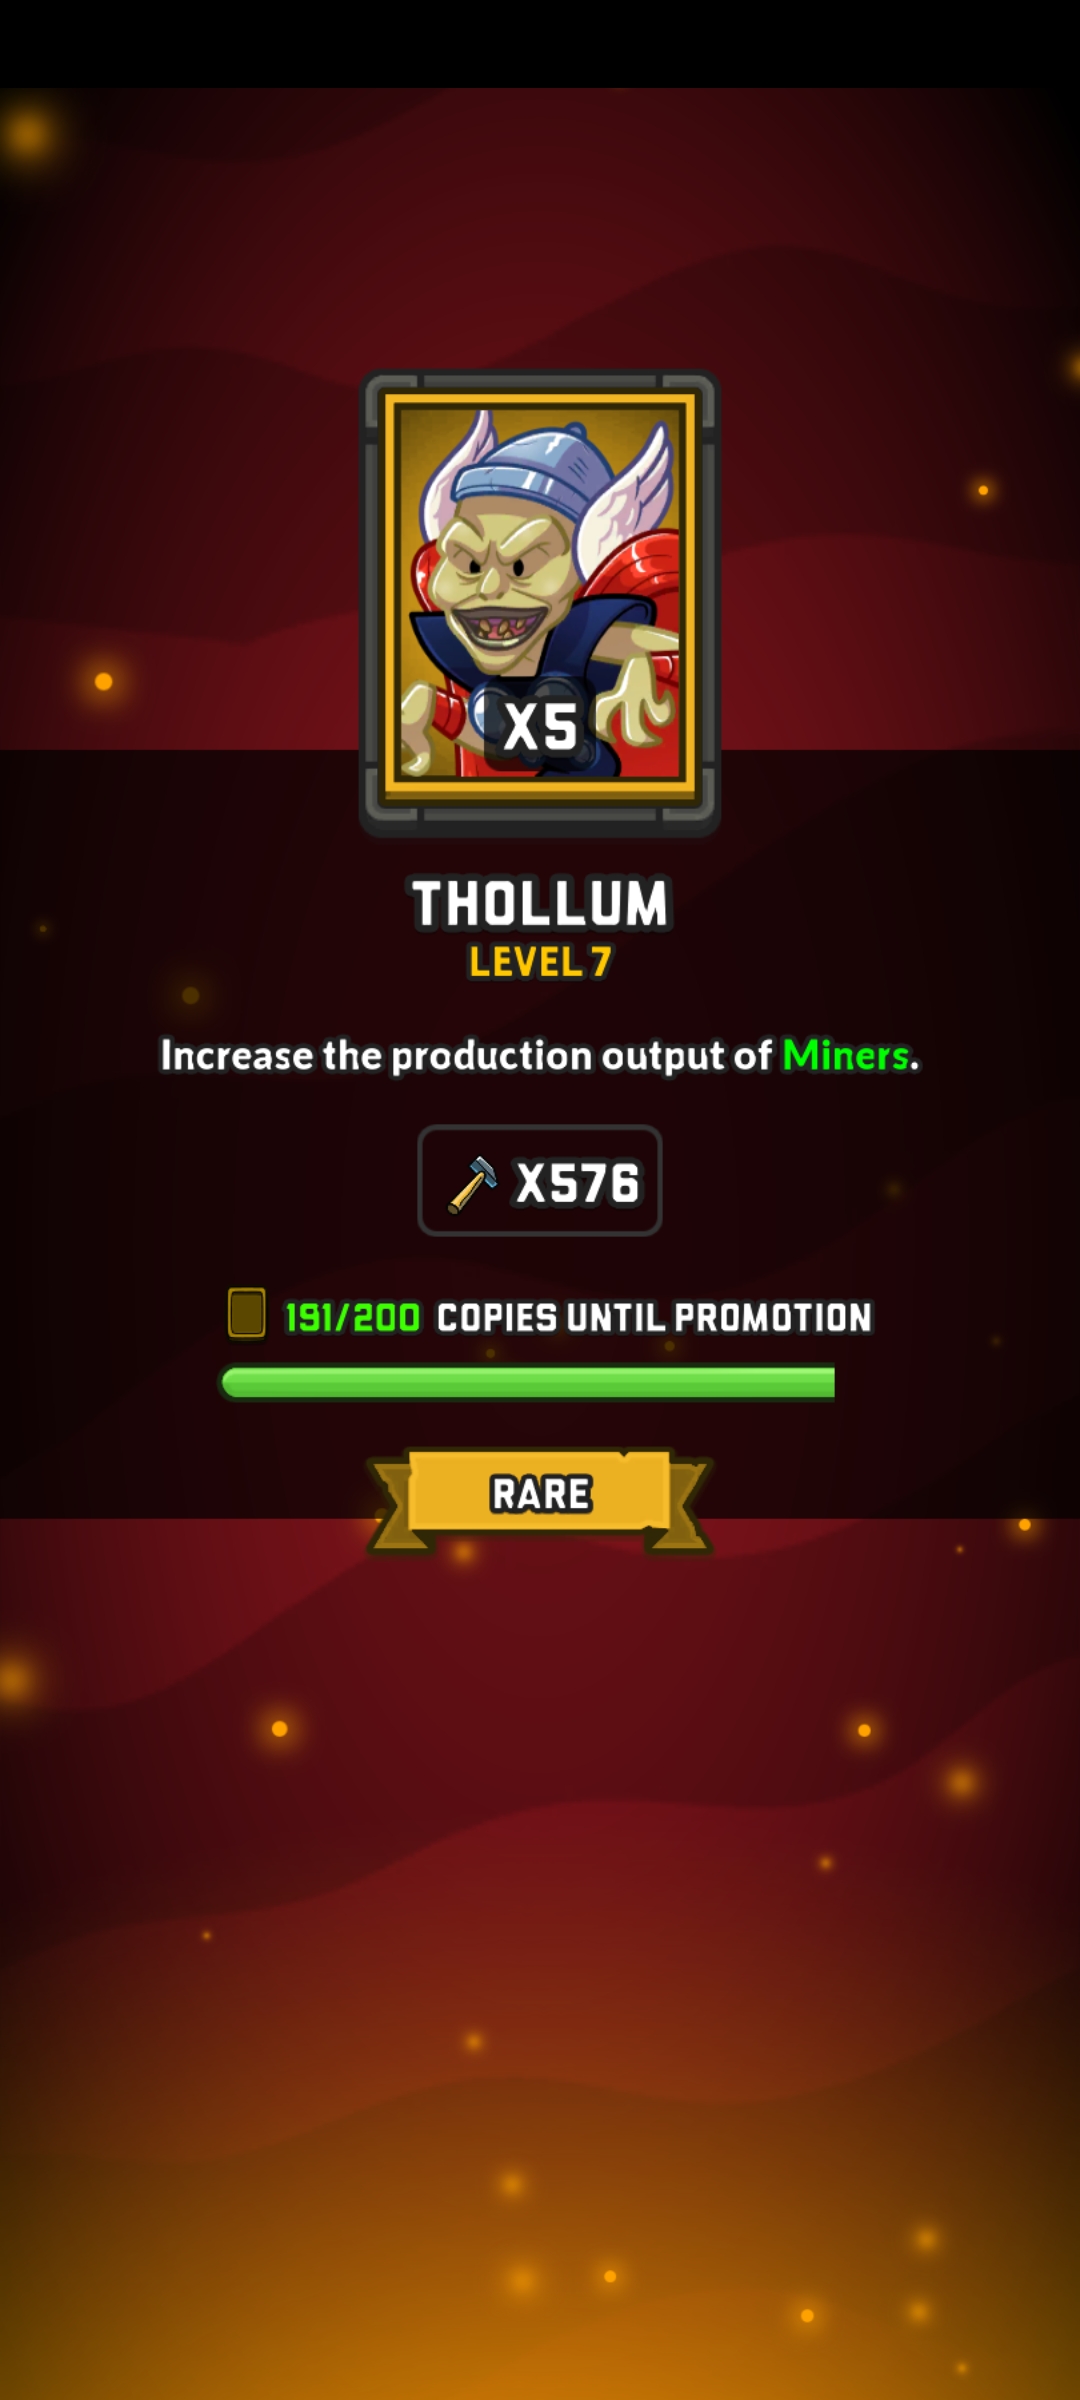 X5
THOLLUM
LEVEL 7
Increase the production output of Miners.
X576
191/200 COPIES UNTIL PROMOTION
RARE